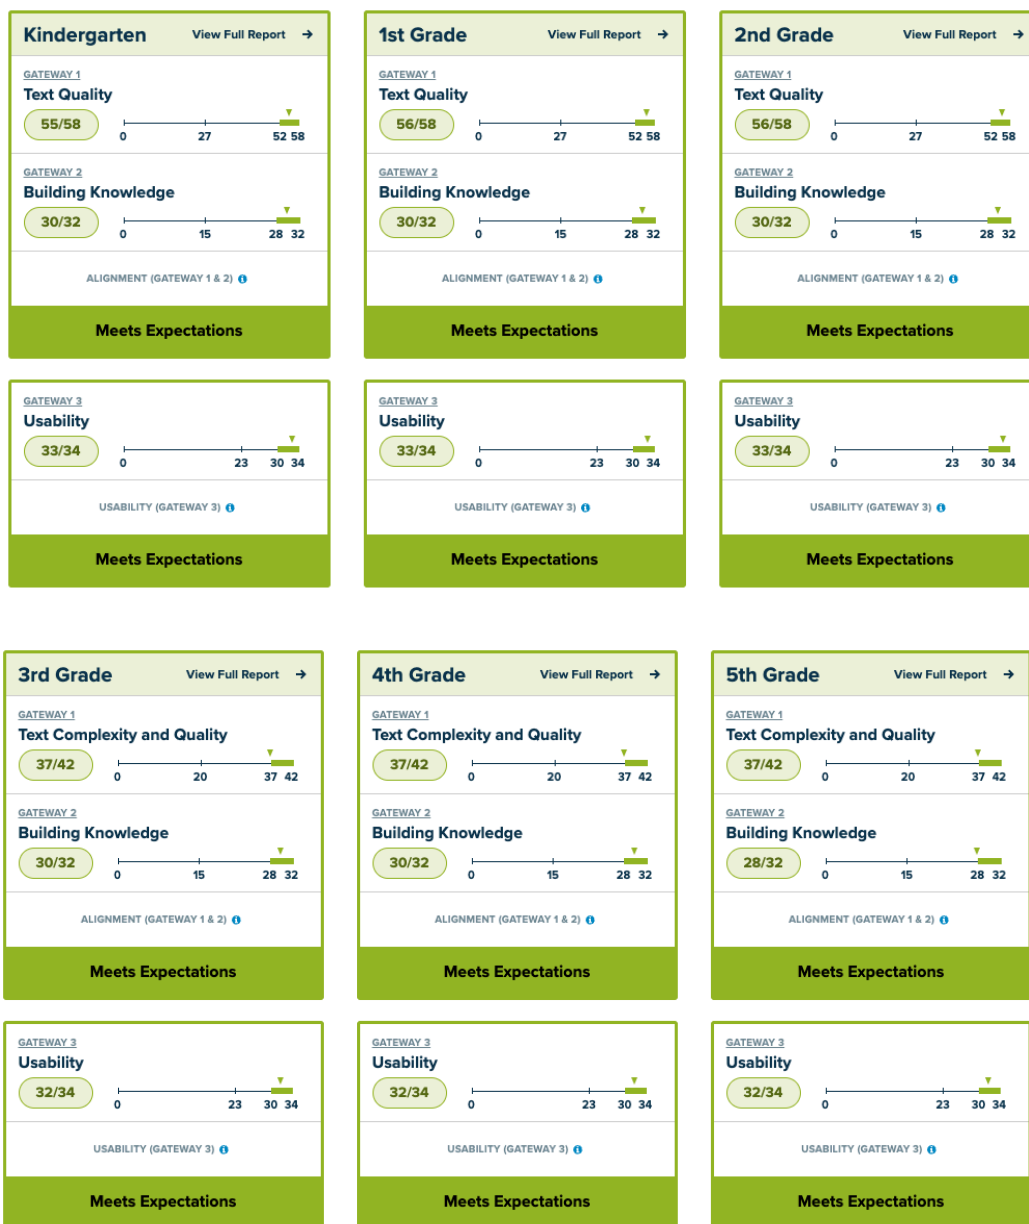 Kindergarten View Full Report →
GATEWAY 1
Text Quality
55/58
0 27 52 58
GATEWAY 2
Building Knowledge
30/32
0 15 28 32
ALIGNMENT (GATEWAY 1 & 2)
Meets Expectations
GATEWAY 3
Usability
33/34
0 23 30 34
USABILITY (GATEWAY 3)
Meets Expectations
1st Grade View Full Report →
GATEWAY 1
Text Quality
56/58
0 27 52 58
GATEWAY 2
Building Knowledge
30/32
0 15 28 32
ALIGNMENT (GATEWAY 1 & 2)
Meets Expectations
GATEWAY 3
Usability
33/34
0 23 30 34
USABILITY (GATEWAY 3)
Meets Expectations
2nd Grade View Full Report →
GATEWAY 1
Text Quality
56/58
0 27 52 58
GATEWAY 2
Building Knowledge
30/32
0 15 28 32
ALIGNMENT (GATEWAY 1 & 2)
Meets Expectations
GATEWAY 3
Usability
33/34
0 23 30 34
USABILITY (GATEWAY 3)
Meets Expectations
3rd Grade View Full Report →
GATEWAY 1
Text Complexity and Quality
37/42
0 20 37 42
GATEWAY 2
Building Knowledge
30/32
0 15 28 32
ALIGNMENT (GATEWAY 1 & 2)
Meets Expectations
GATEWAY 3
Usability
32/34
0 23 30 34
USABILITY (GATEWAY 3)
Meets Expectations
4th Grade View Full Report →
GATEWAY 1
Text Complexity and Quality
37/42
0 20 37 42
GATEWAY 2
Building Knowledge
30/32
0 15 28 32
ALIGNMENT (GATEWAY 1 & 2)
Meets Expectations
GATEWAY 3
Usability
32/34
0 23 30 34
USABILITY (GATEWAY 3)
Meets Expectations
5th Grade View Full Report →
GATEWAY 1
Text Complexity and Quality
37/42
0 20 37 42
GATEWAY 2
Building Knowledge
28/32
0 15 28 32
ALIGNMENT (GATEWAY 1 & 2)
Meets Expectations
GATEWAY 3
Usability
32/34
0 23 30 34
USABILITY (GATEWAY 3)
Meets Expectations